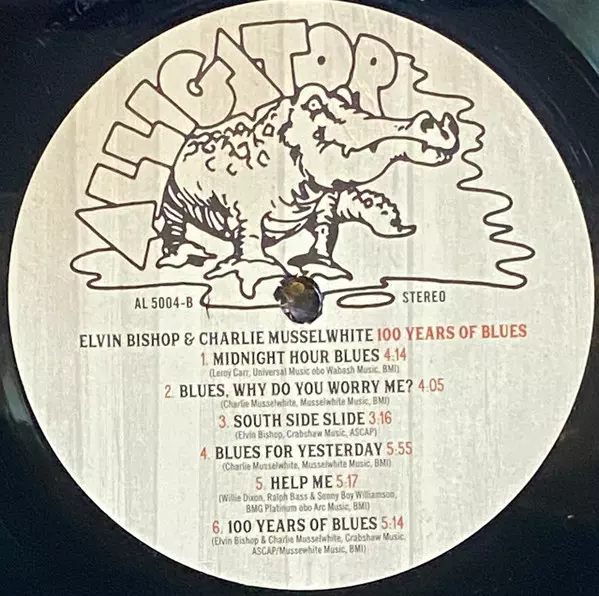 ALLIGATOR
AL 5004-B
STEREO
ELVIN BISHOP & CHARLIE MUSSELWHITE 100 YEARS OF BLUES
1. MIDNIGHT HOUR BLUES 4:14
(Leroy Carr, Universal Music obo Wabash Music, BMI)
2. BLUES, WHY DO YOU WORRY ME? 4:05
(Charlie Musselwhite, Musselwhite Music, BMI)
3. SOUTH SIDE SLIDE 3:16
(Elvin Bishop, Crabshaw Music, ASCAP)
4. BLUES FOR YESTERDAY 5:55
(Charlie Musselwhite, Musselwhite Music, BMI)
5. HELP ME 5:17
(Willie Dixon, Ralph Bass & Sonny Boy Williamson,
BMG Platinum obo Arc Music, BMI)
6. 100 YEARS OF BLUES 5:14
(Elvin Bishop & Charlie Musselwhite, Crabshaw Music,
ASCAP/Mussewhite Music, BMI)